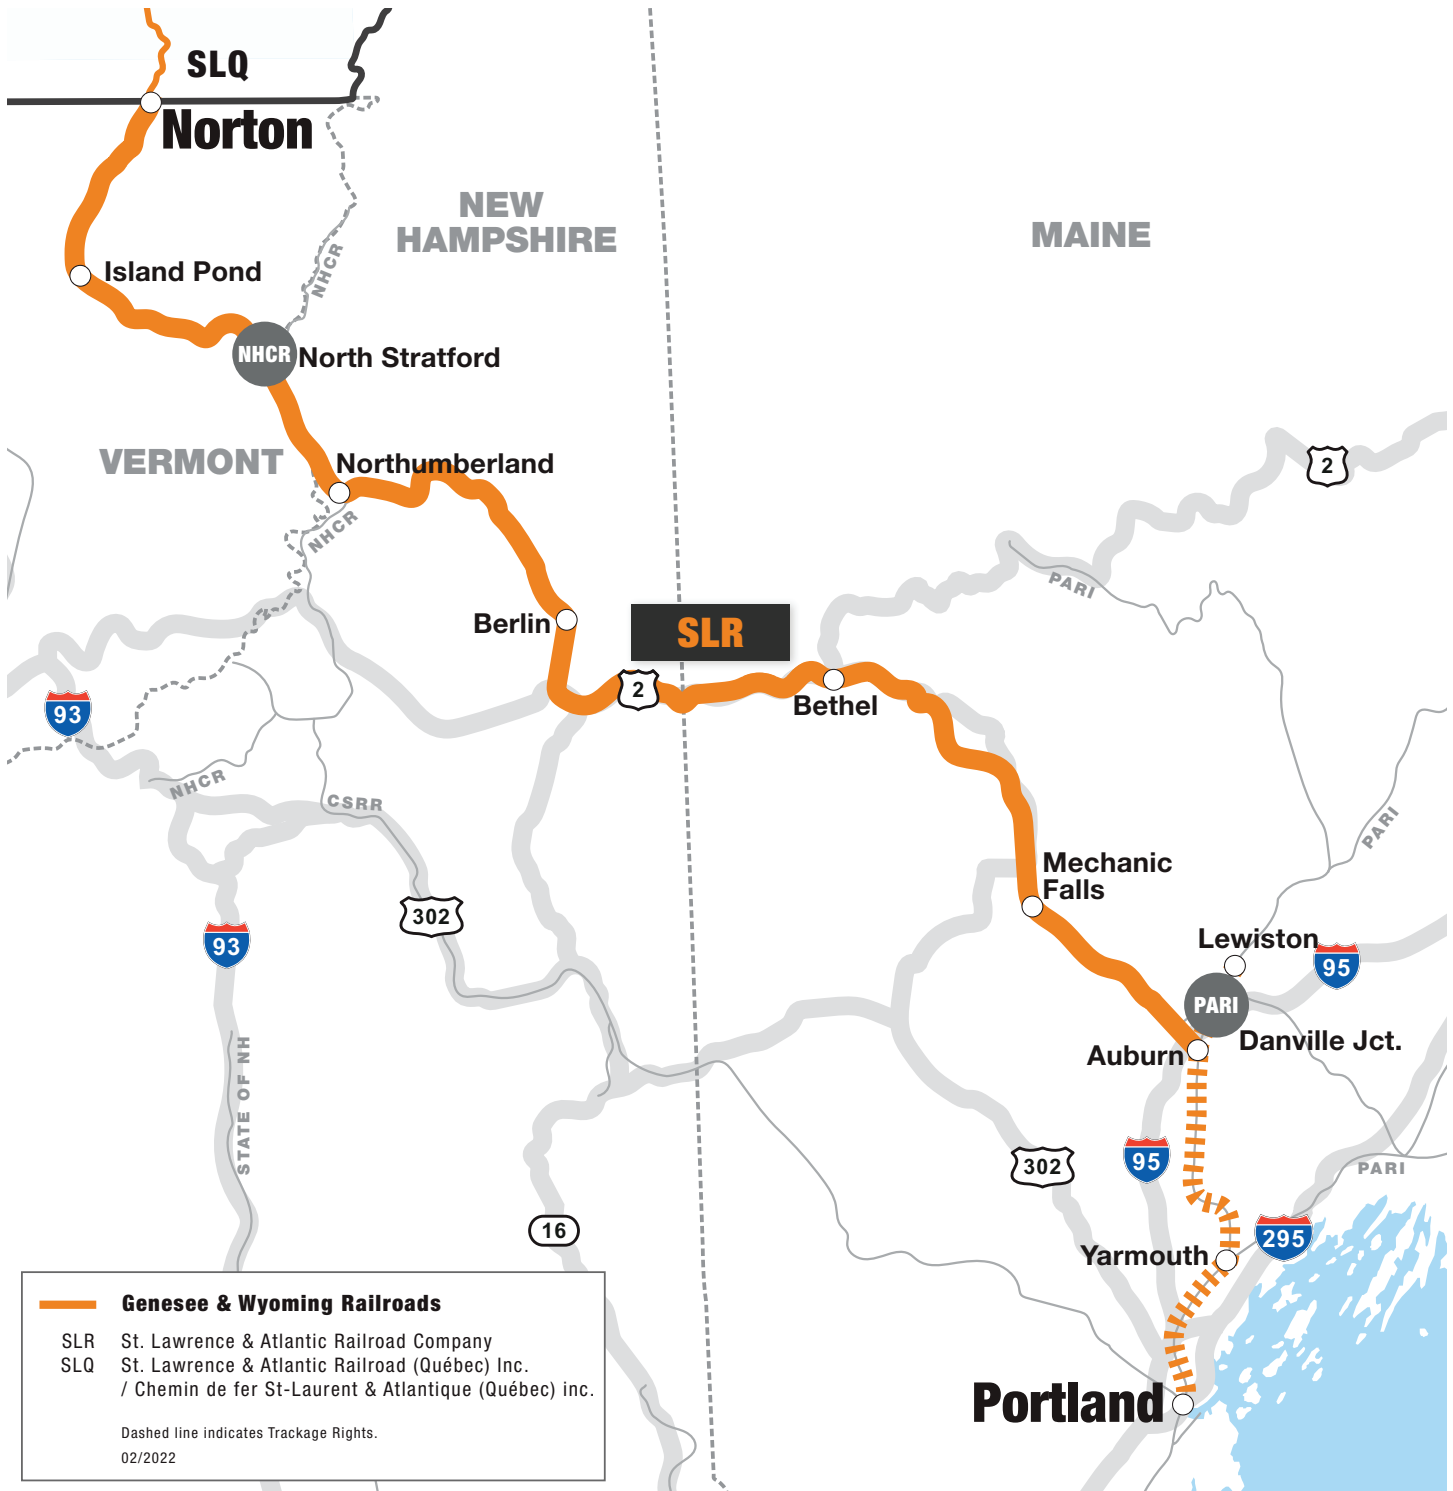 SLQ
Norton
NEW
HAMPSHIRE
MAINE
NHCR
Island Pond
NHCR
North Stratford
VERMONT
Northumberland
2
NHCR
PARI
Berlin
SLR
2
Bethel
93
NHCR
CSRR
PARI
Mechanic
Falls
302
93
Lewiston
95
PARI
Danville Jct.
Auburn
STATE OF NH
302
95
PARI
16
295
Yarmouth
Portland
Genesee & Wyoming Railroads
SLR St. Lawrence & Atlantic Railroad Company
SLQ St. Lawrence & Atlantic Railroad (Québec) Inc.
/ Chemin de fer St-Laurent & Atlantique (Québec) inc.
Dashed line indicates Trackage Rights.
02/2022